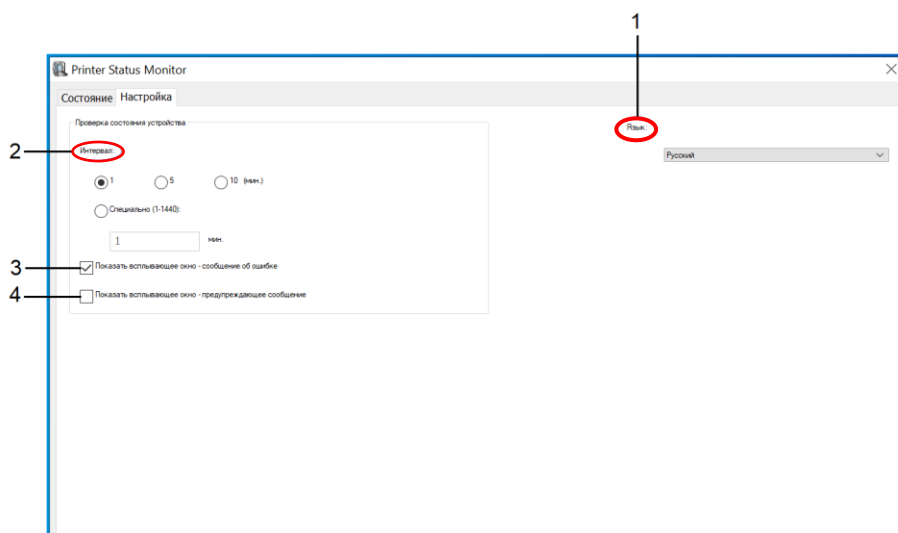 1
Printer Status Monitor
Состояние Настройка
Проверка состояния устройства
Язык:
2
Интервал:
Русский
1 5 10 (мин.)
Специально (1-1440):
1 мин.
3
Показать всплывающее окно - сообщение об ошибке
4
Показать всплывающее окно - предупреждающее сообщение